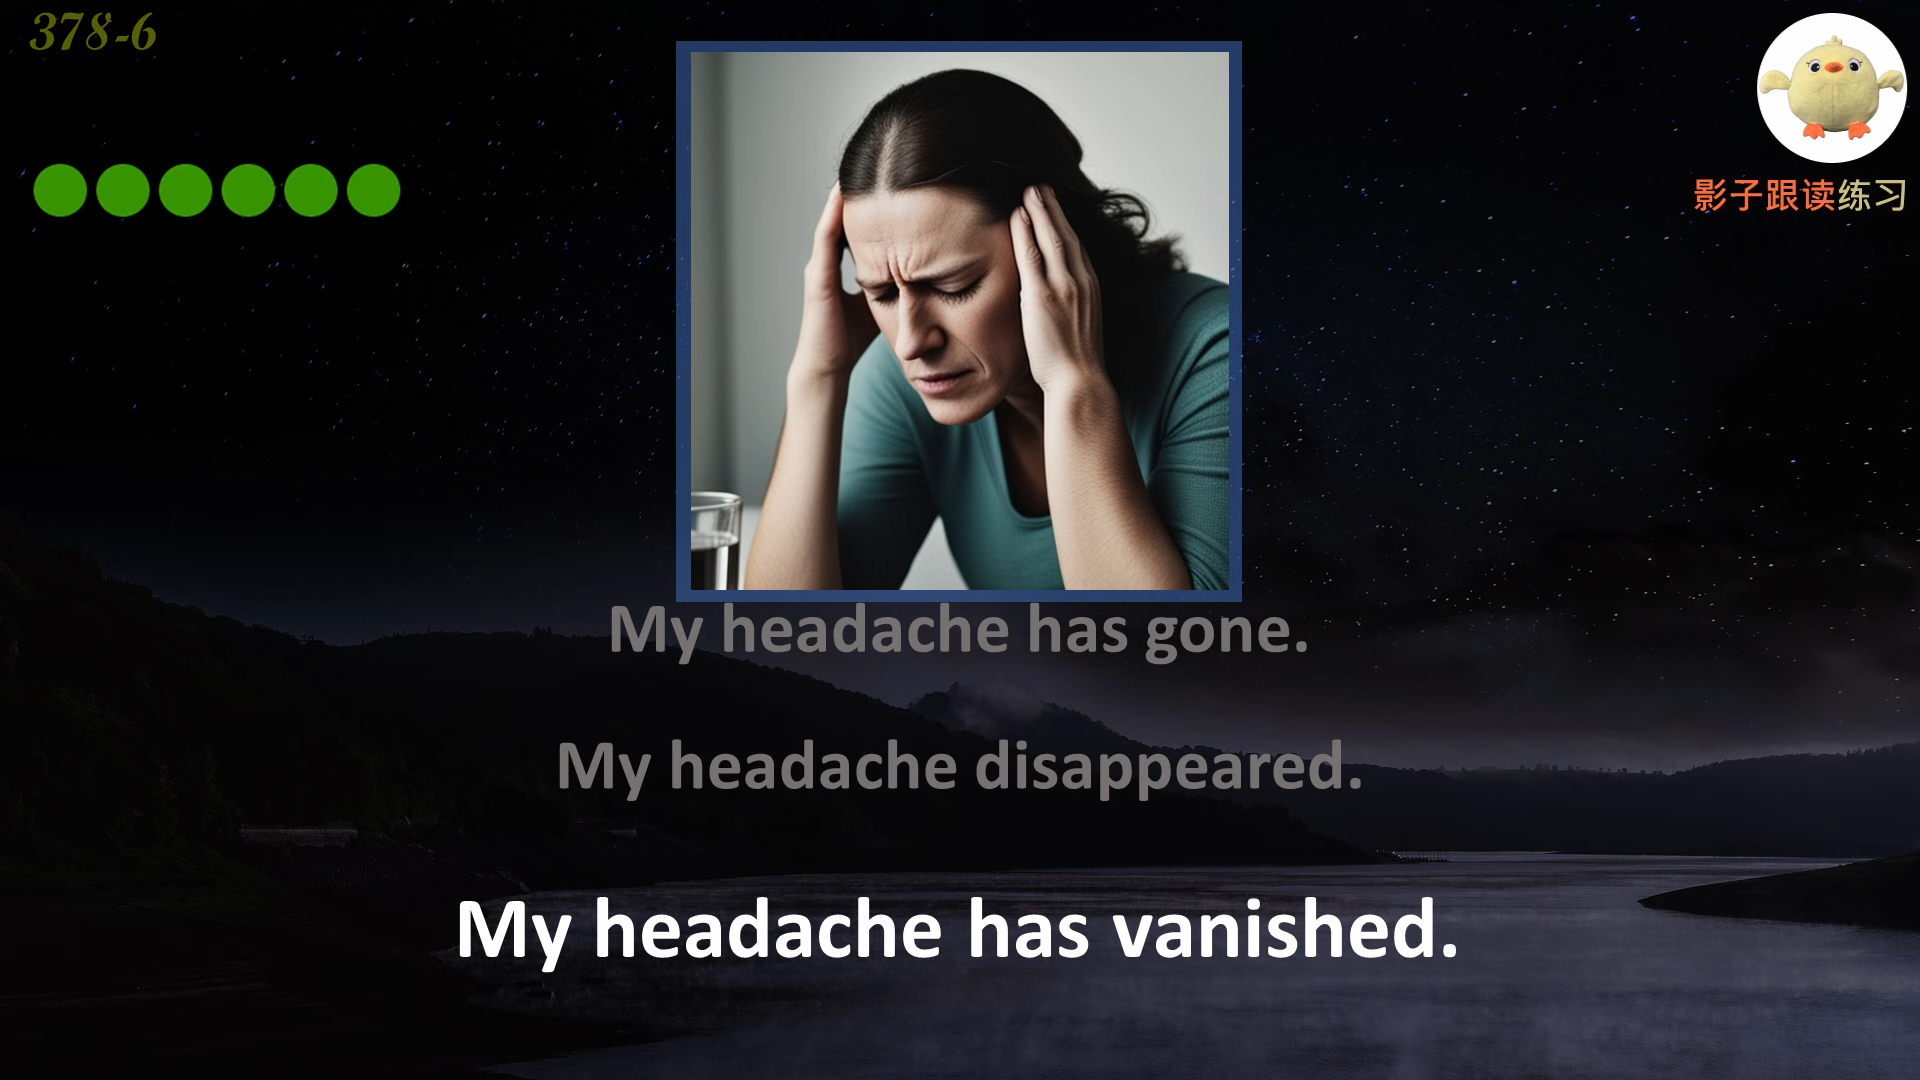 378-6
影子跟读练习
My headache has gone.
My headache disappeared.
My headache has vanished.